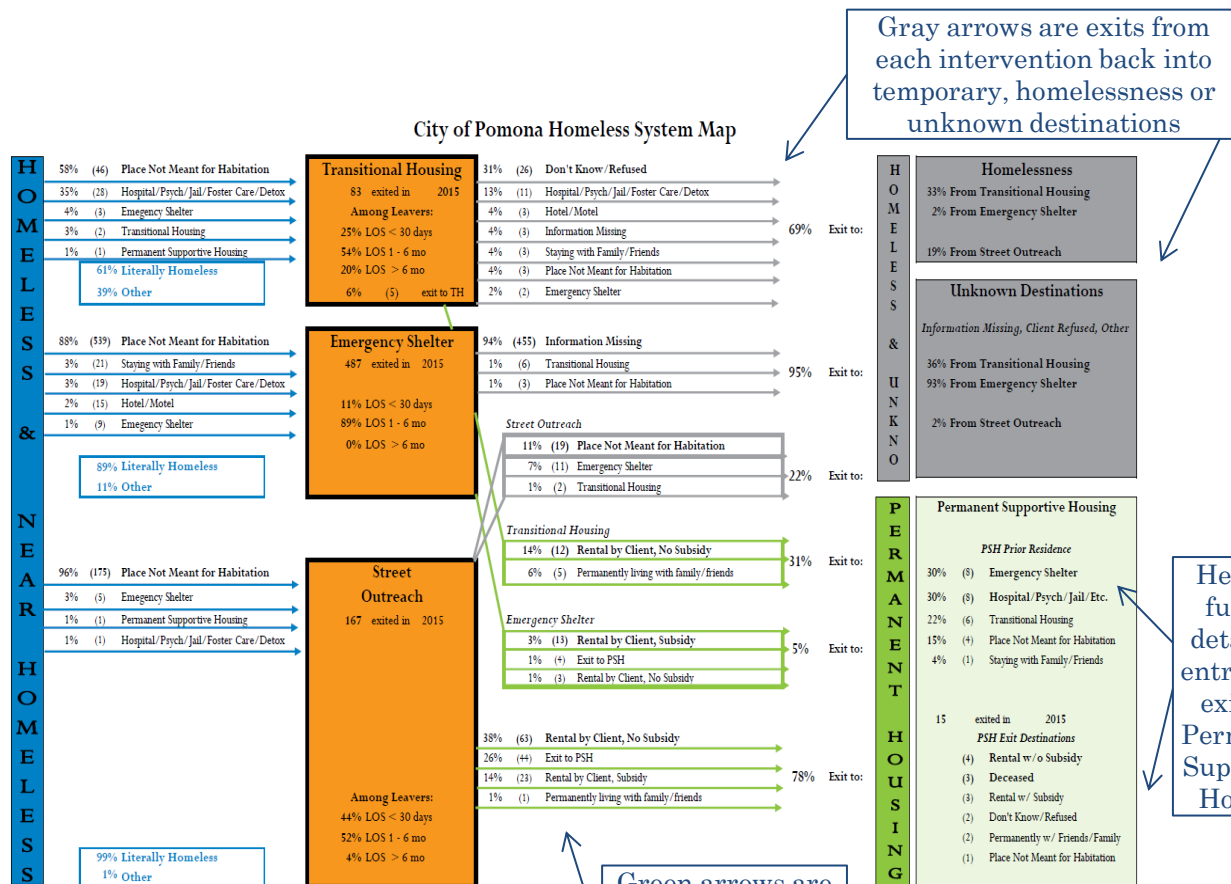 Gray arrows are exits from
each intervention back into
temporary, homelessness or
unknown destinations
City of Pomona Homeless System Map
HOMELESS & NEAR HOMELESS
58% (46) Place Not Meant for Habitation
35% (28) Hospital/Psych/Jail/Foster Care/Detox
4% (3) Emegency Shelter
3% (2) Transitional Housing
1% (1) Permanent Supportive Housing
61% Literally Homeless
39% Other
Transitional Housing
83 exited in 2015
Among Leavers:
25% LOS < 30 days
54% LOS 1 - 6 mo
20% LOS > 6 mo
6% (5) exit to TH
31% (26) Don't Know/Refused
13% (11) Hospital/Psych/Jail/Foster Care/Detox
4% (3) Hotel/Motel
4% (3) Information Missing
4% (3) Staying with Family/Friends
4% (3) Place Not Meant for Habitation
2% (2) Emergency Shelter
69% Exit to:
88% (539) Place Not Meant for Habitation
3% (21) Staying with Family/Friends
3% (19) Hospital/Psych/Jail/Foster Care/Detox
2% (15) Hotel/Motel
1% (9) Emegency Shelter
89% Literally Homeless
11% Other
Emergency Shelter
487 exited in 2015
11% LOS < 30 days
89% LOS 1 - 6 mo
0% LOS > 6 mo
94% (455) Information Missing
1% (6) Transitional Housing
1% (3) Place Not Meant for Habitation
95% Exit to:
Street Outreach
11% (19) Place Not Meant for Habitation
7% (11) Emergency Shelter
1% (2) Transitional Housing
22% Exit to:
Transitional Housing
14% (12) Rental by Client, No Subsidy
6% (5) Permanently living with family/friends
31% Exit to:
Emergency Shelter
3% (13) Rental by Client, Subsidy
1% (4) Exit to PSH
1% (3) Rental by Client, No Subsidy
5% Exit to:
96% (175) Place Not Meant for Habitation
3% (5) Emegency Shelter
1% (1) Permanent Supportive Housing
1% (1) Hospital/Psych/Jail/Foster Care/Detox
99% Literally Homeless
1% Other
Street
Outreach
167 exited in 2015
Among Leavers:
44% LOS < 30 days
52% LOS 1 - 6 mo
4% LOS > 6 mo
38% (63) Rental by Client, No Subsidy
26% (44) Exit to PSH
14% (23) Rental by Client, Subsidy
1% (1) Permanently living with family/friends
78% Exit to:
Green arrows are
HOMELESS & UNKNO
Homelessness
33% From Transitional Housing
2% From Emergency Shelter
19% From Street Outreach
Unknown Destinations
Information Missing, Client Refused, Other
36% From Transitional Housing
93% From Emergency Shelter
2% From Street Outreach
PERMANENT HOUSING
Permanent Supportive Housing
PSH Prior Residence
30% (8) Emergency Shelter
30% (8) Hospital/Psych/Jail/Etc.
22% (6) Transitional Housing
15% (4) Place Not Meant for Habitation
4% (1) Staying with Family/Friends
15 exited in 2015
PSH Exit Destinations
(4) Rental w/o Subsidy
(3) Deceased
(3) Rental w/ Subsidy
(2) Don't Know/Refused
(2) Permanently w/ Friends/Family
(1) Place Not Meant for Habitation